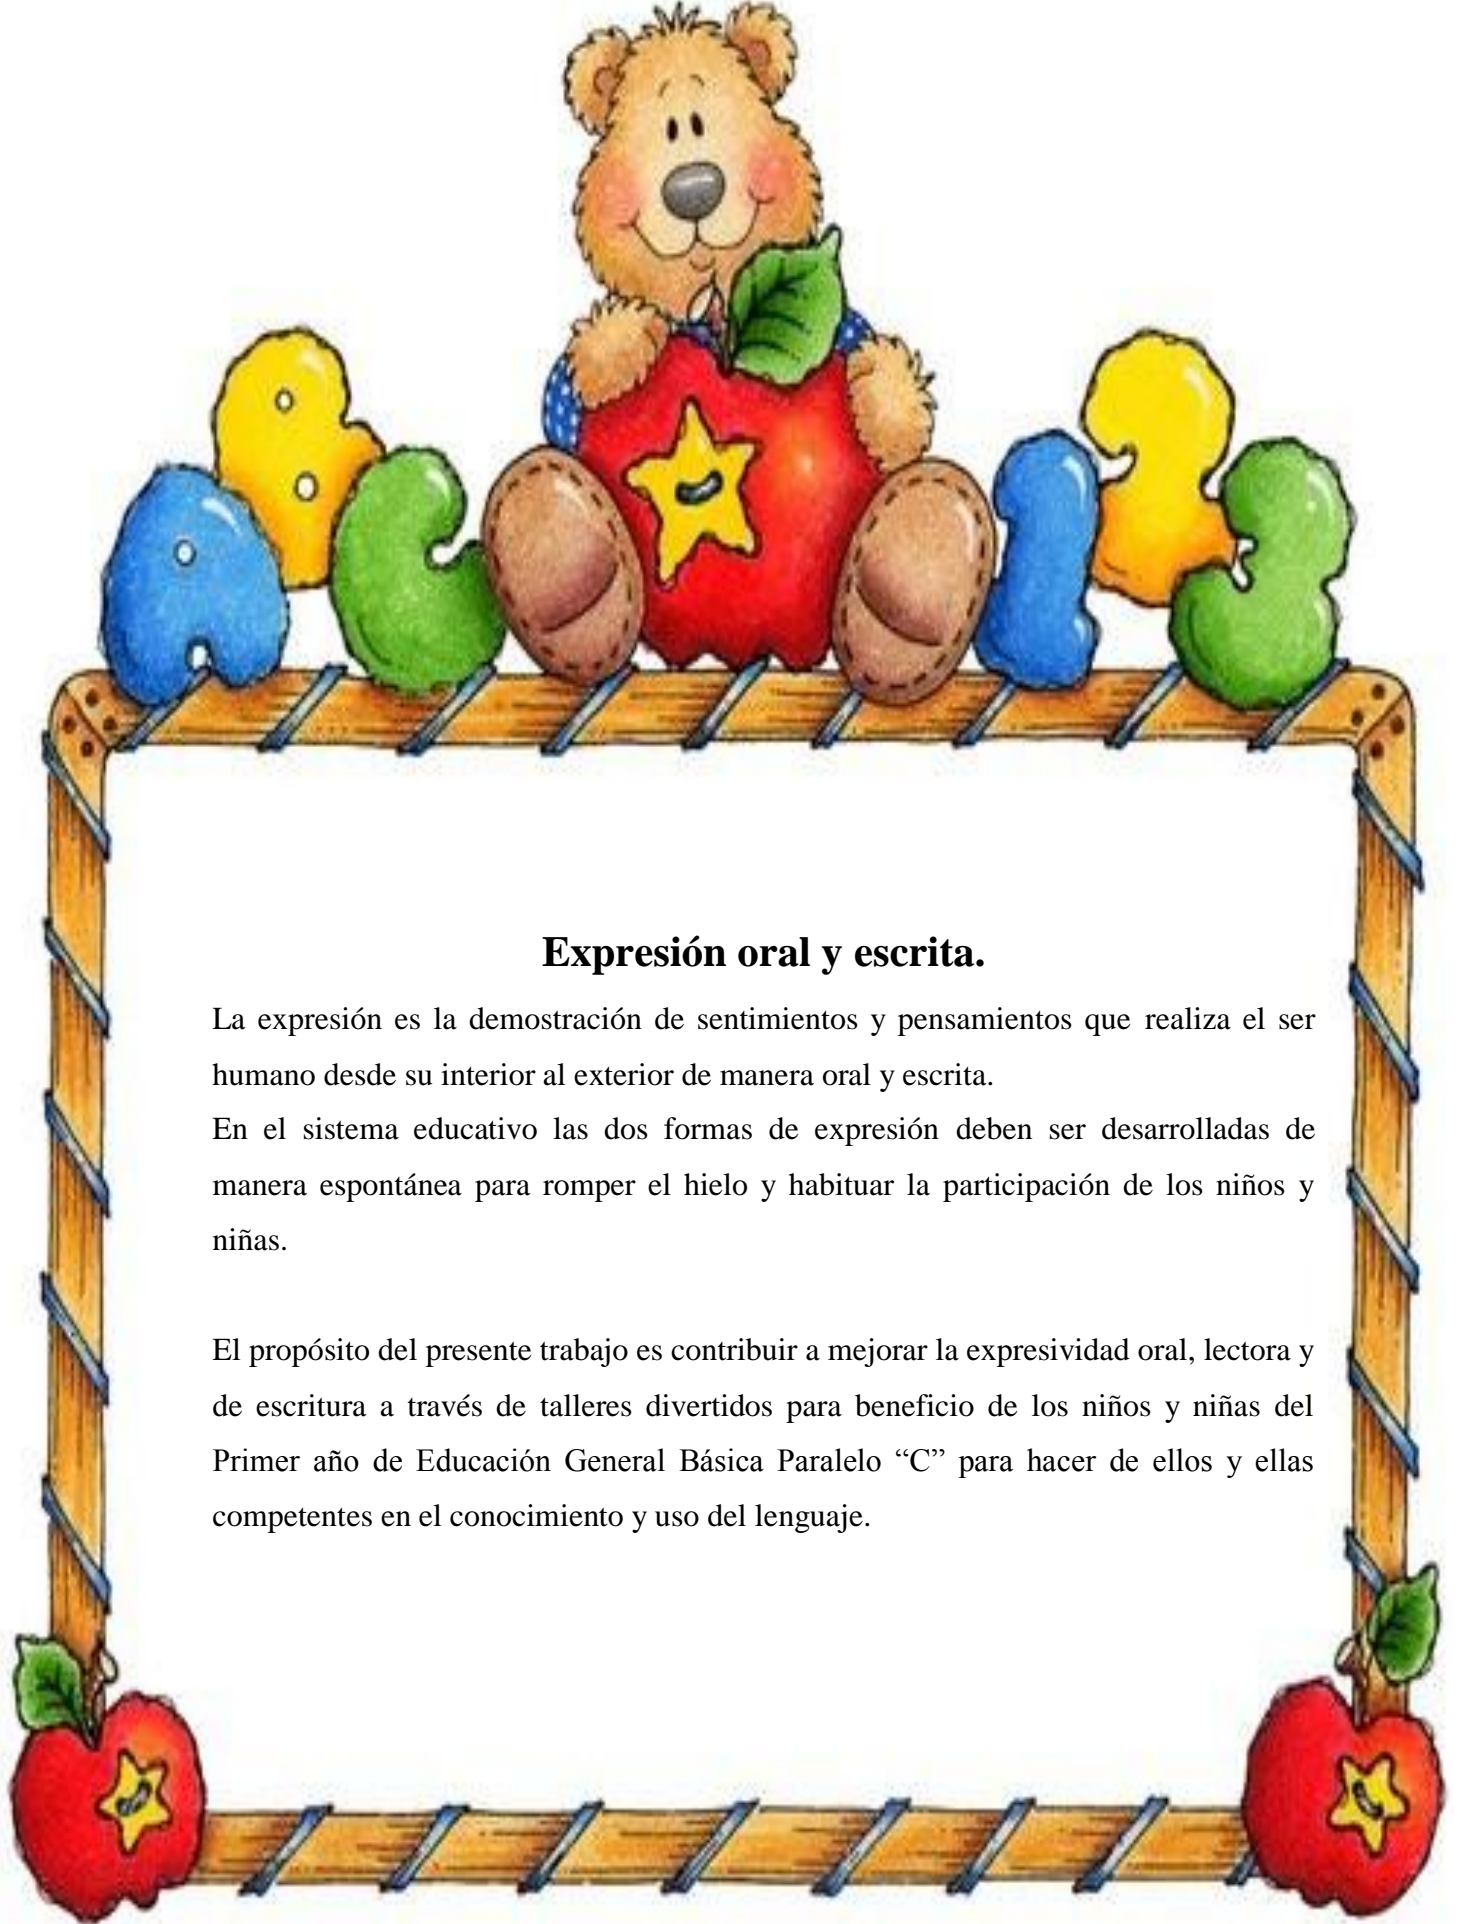 A B C 1 2 3
Expresión oral y escrita.
La expresión es la demostración de sentimientos y pensamientos que realiza el ser
humano desde su interior al exterior de manera oral y escrita.
En el sistema educativo las dos formas de expresión deben ser desarrolladas de
manera espontánea para romper el hielo y habituar la participación de los niños y
niñas.
El propósito del presente trabajo es contribuir a mejorar la expresividad oral, lectora y
de escritura a través de talleres divertidos para beneficio de los niños y niñas del
Primer año de Educación General Básica Paralelo “C” para hacer de ellos y ellas
competentes en el conocimiento y uso del lenguaje.